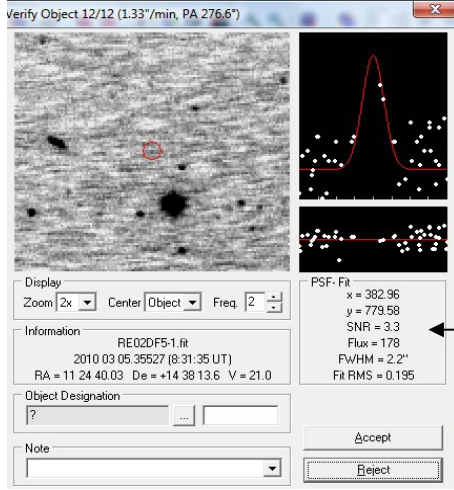 Verify Object 12/12 (1.33"/min, PA 276.6°)
Display
Zoom 2x Center Object Freq. 2
Information
RE02DF5-1.fit
2010 03 05.35527 (8:31:35 UT)
RA = 11 24 40.03 De = +14 38 13.6 V = 21.0
Object Designation
? ...
Note
PSF- Fit
x = 382.96
y = 779.58
SNR = 3.3
Flux = 178
FWHM = 2.2"
Fit RMS = 0.195
Accept
Reject